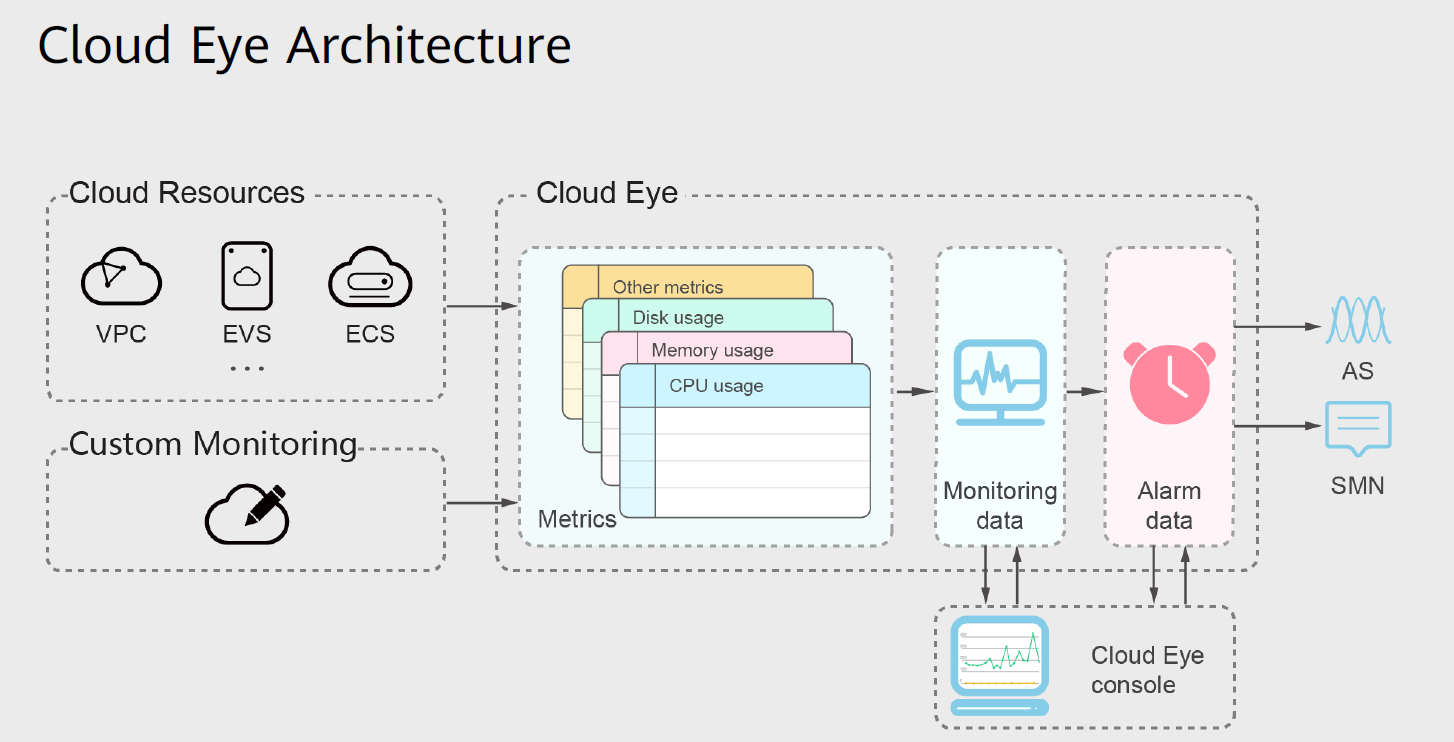 Cloud Eye Architecture
Cloud Resources
VPC
EVS
ECS
...
Custom Monitoring
Cloud Eye
Other metrics
Disk usage
Memory usage
CPU usage
Metrics
Monitoring
data
Alarm
data
AS
SMN
Cloud Eye
console